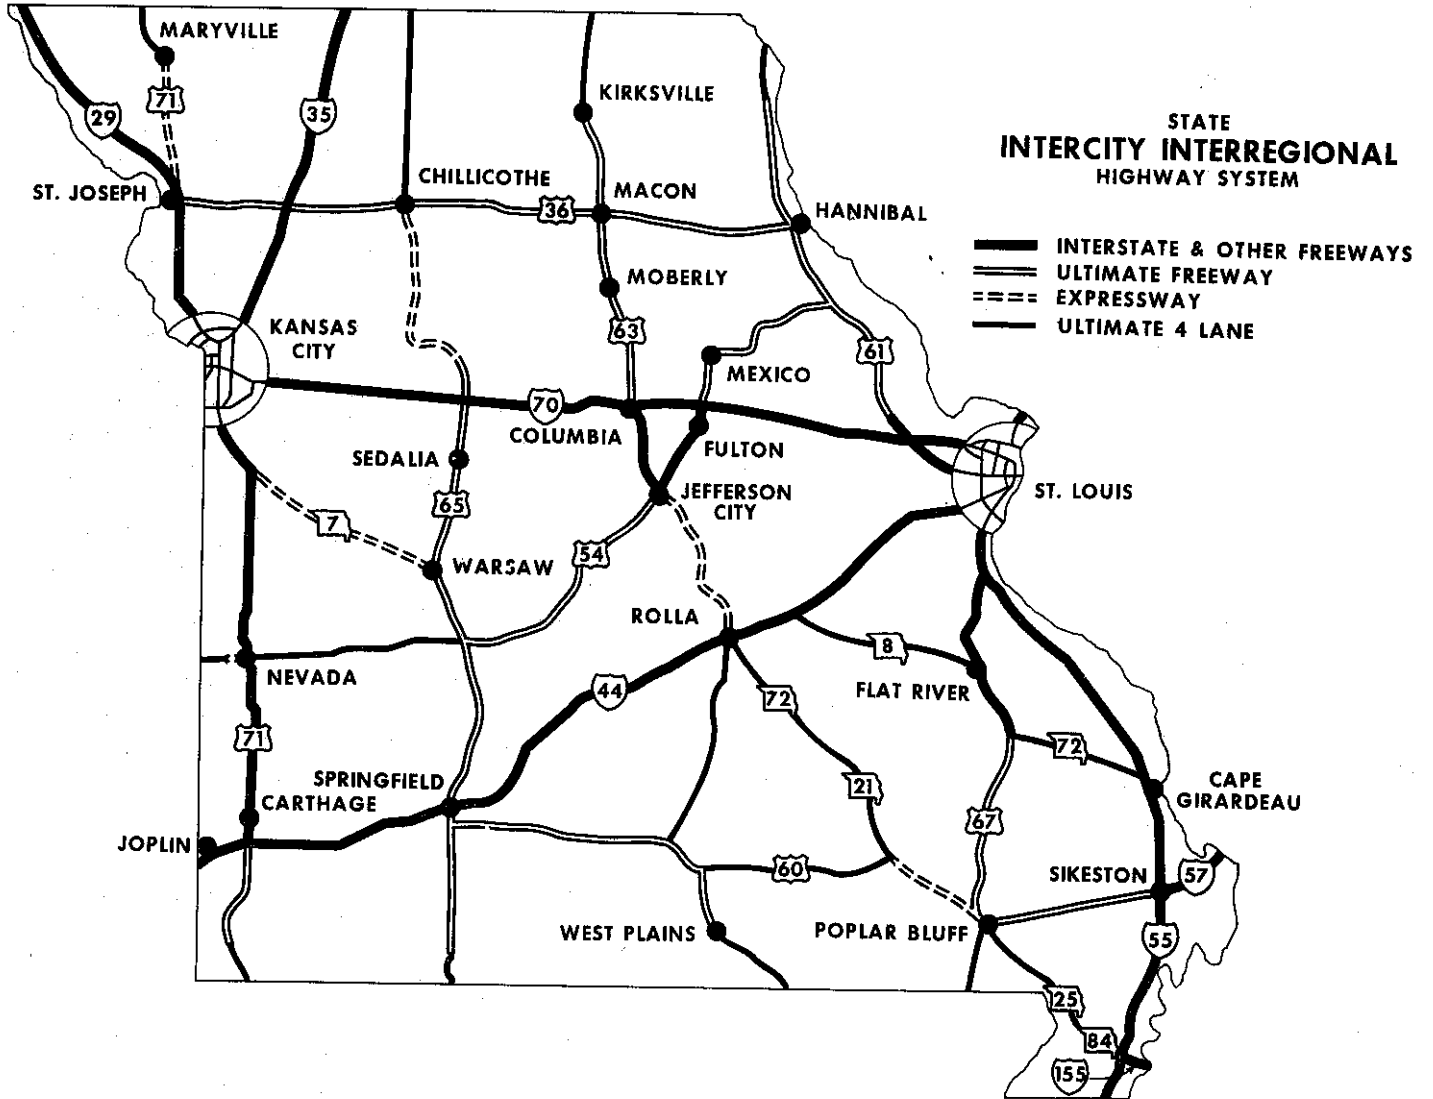 STATE
INTERCITY INTERREGIONAL
HIGHWAY SYSTEM
INTERSTATE & OTHER FREEWAYS
ULTIMATE FREEWAY
EXPRESSWAY
ULTIMATE 4 LANE
MARYVILLE
71
29
35
KIRKSVILLE
ST. JOSEPH
CHILLICOTHE
36
MACON
HANNIBAL
MOBERLY
63
KANSAS
CITY
61
MEXICO
70
COLUMBIA
FULTON
SEDALIA
65
JEFFERSON
CITY
ST. LOUIS
7
54
WARSAW
ROLLA
8
NEVADA
44
72
FLAT RIVER
71
72
SPRINGFIELD
CARTHAGE
21
CAPE
GIRARDEAU
67
JOPLIN
60
SIKESTON
57
WEST PLAINS
POPLAR BLUFF
55
25
84
155